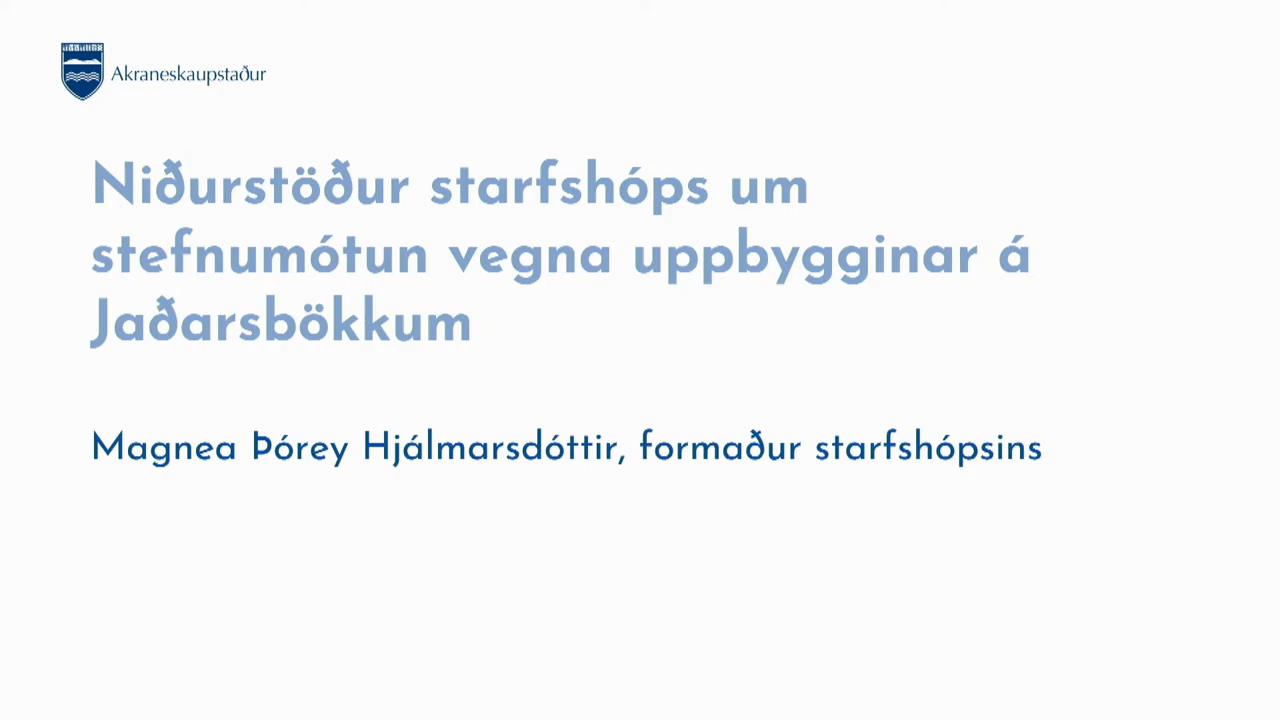 Akraneskaupstaður
Niðurstöður starfshóps um
stefnumótun vegna uppbygginar á
Jaðarsbökkum
Magnea Þórey Hjálmarsdóttir, formaður starfshópsins